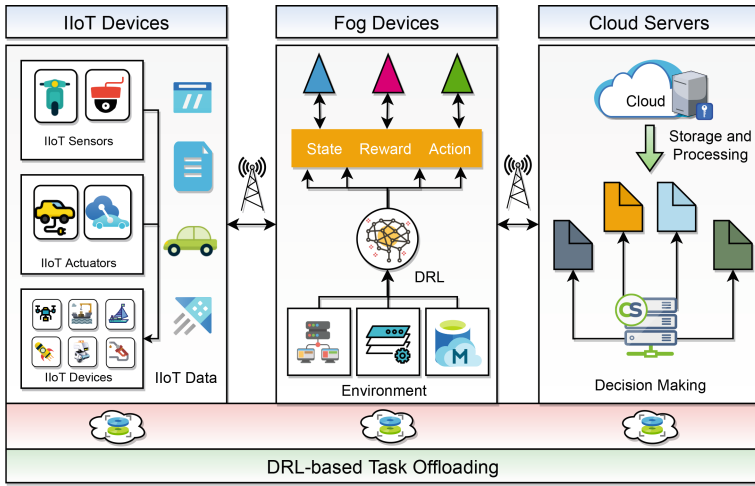 IIoT Devices
Fog Devices
Cloud Servers
IIoT Sensors
IIoT Actuators
IIoT Devices
IIoT Data
State Reward Action
DRL
M
Environment
Cloud
Storage and
Processing
CS
Decision Making
DRL-based Task Offloading